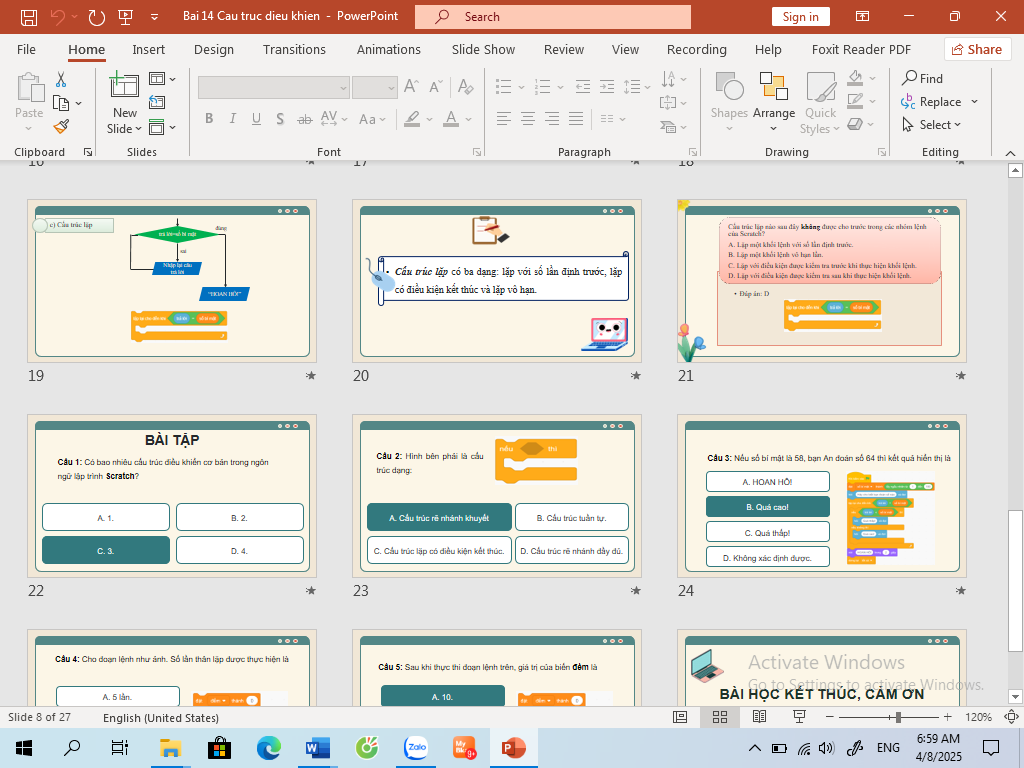 Bai 14 Cau truc dieu khien - PowerPoint
Search
Sign in
File Home Insert Design Transitions Animations Slide Show Review View Recording Help Foxit Reader PDF Share
Paste
New Slide
Shapes Arrange Quick Styles
Find
Replace
Select
Clipboard Slides Font Paragraph Drawing Editing
16 17 18
c) Cấu trúc lặp
trả lời=số bí mật
đúng
sai
Nhập lại câu trả lời
"HOAN HÔ!"
19
Cấu trúc lặp có ba dạng: lặp với số lần định trước, lặp
có điều kiện kết thúc và lặp vô hạn.
20
Cấu trúc lặp nào sau đây không được cho trước trong các nhóm lệnh
của Scratch?
A. Lặp một khối lệnh với số lần định trước.
B. Lặp một khối lệnh vô hạn lần.
C. Lặp với điều kiện được kiểm tra trước khi thực hiện khối lệnh.
D. Lặp với điều kiện được kiểm tra sau khi thực hiện khối lệnh.
• Đáp án: D
21
BÀI TẬP
Câu 1: Có bao nhiêu cấu trúc điều khiển cơ bản trong ngôn
ngữ lập trình Scratch?
A. 1.
B. 2.
C. 3.
D. 4.
22
Câu 2: Hình bên phải là cấu
trúc dạng:
nếu thì
A. Cấu trúc rẽ nhánh khuyết
B. Cấu trúc tuần tự.
C. Cấu trúc lặp có điều kiện kết thúc.
D. Cấu trúc rẽ nhánh đầy đủ.
23
Câu 3: Nếu số bí mật là 58, bạn An đoán số 64 thì kết quả hiển thị là
A. HOAN HÔ!
B. Quá cao!
C. Quá thấp!
D. Không xác định được.
24
Câu 4: Cho đoạn lệnh như ảnh. Số lần thân lặp được thực hiện là
A. 5 lần.
Câu 5: Sau khi thực thi đoạn lệnh trên, giá trị của biến đếm là
A. 10.
BÀI HỌC KẾT THÚC, CẢM ƠN
Activate Windows
Go to Settings to activate Windows.
Slide 8 of 27 English (United States) 120%
Zalo
9+
ENG
6:59 AM
4/8/2025